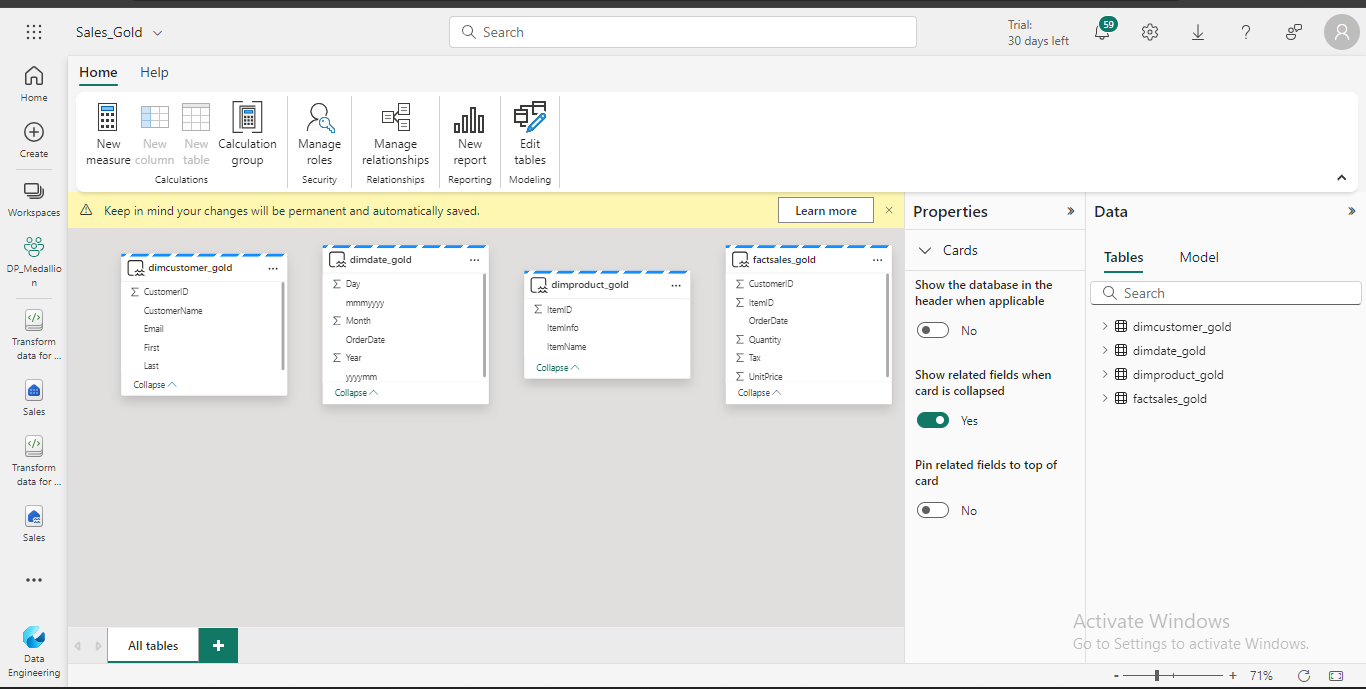 Sales_Gold
Search
Trial:
30 days left
59
Home
Create
Workspaces
DP_Medallio
n
Transform
data for ...
Sales
Transform
data for ...
Sales
Data
Engineering
Home
Help
New
measure
New
column
New
table
Calculation
group
Calculations
Manage
roles
Security
Manage
relationships
Relationships
New
report
Reporting
Edit
tables
Modeling
Keep in mind your changes will be permanent and automatically saved.
Learn more
dimcustomer_gold
CustomerID
CustomerName
Email
First
Last
Collapse
dimdate_gold
Day
mmmyyyy
Month
OrderDate
Year
yyyymm
Collapse
dimproduct_gold
ItemID
ItemInfo
ItemName
Collapse
factsales_gold
CustomerID
ItemID
OrderDate
Quantity
Tax
UnitPrice
Collapse
Properties
Cards
Show the database in the
header when applicable
No
Show related fields when
card is collapsed
Yes
Pin related fields to top of
card
No
Data
Tables
Model
Search
dimcustomer_gold
dimdate_gold
dimproduct_gold
factsales_gold
Activate Windows
Go to Settings to activate Windows.
All tables
+
- + 71%